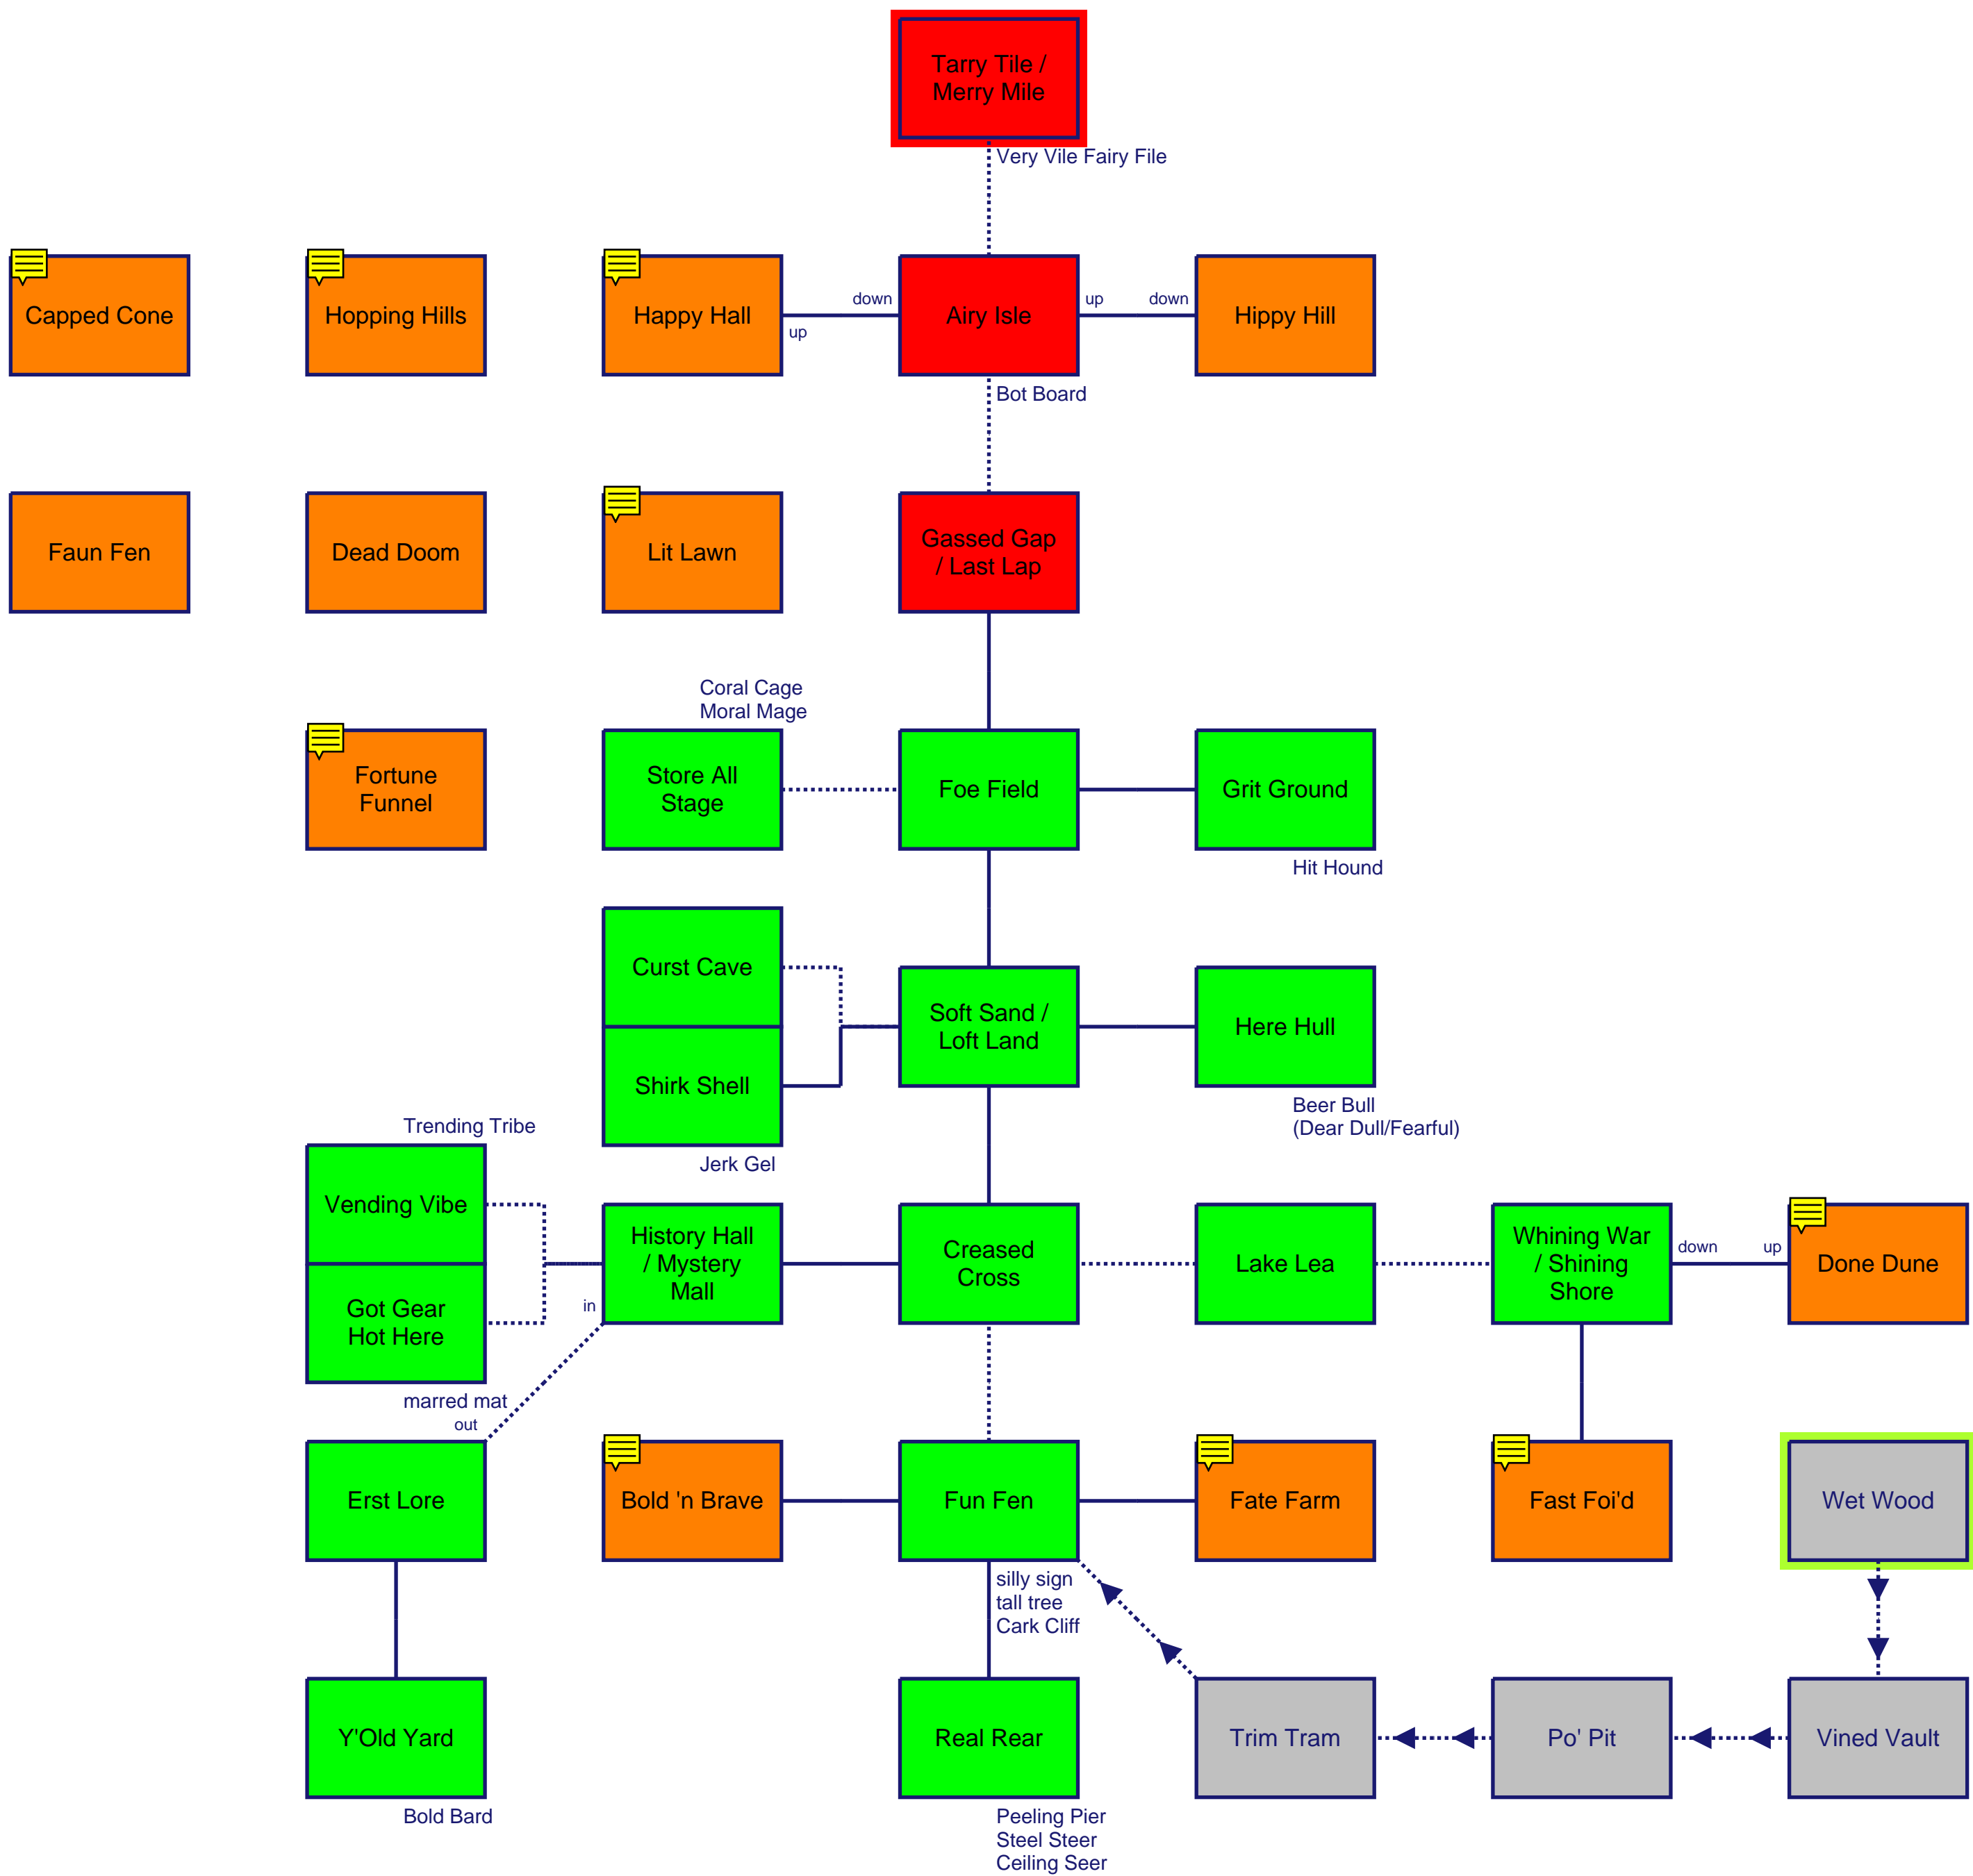 Tarry Tile /
Merry Mile
Very Vile Fairy File
Capped Cone
Hopping Hills
Happy Hall
up
down
Airy Isle
up
down
Hippy Hill
Bot Board
Faun Fen
Dead Doom
Lit Lawn
Gassed Gap
/ Last Lap
Coral Cage
Moral Mage
Fortune
Funnel
Store All
Stage
Foe Field
Grit Ground
Hit Hound
Curst Cave
Shirk Shell
Jerk Gel
Soft Sand /
Loft Land
Here Hull
Beer Bull
(Dear Dull/Fearful)
Trending Tribe
Vending Vibe
Got Gear
Hot Here
marred mat
out
in
History Hall
/ Mystery
Mall
Creased
Cross
Lake Lea
Whining War
/ Shining
Shore
down
up
Done Dune
Erst Lore
Bold 'n Brave
Fun Fen
silly sign
tall tree
Cark Cliff
Fate Farm
Fast Foi'd
Wet Wood
Y'Old Yard
Bold Bard
Real Rear
Peeling Pier
Steel Steer
Ceiling Seer
Trim Tram
Po' Pit
Vined Vault